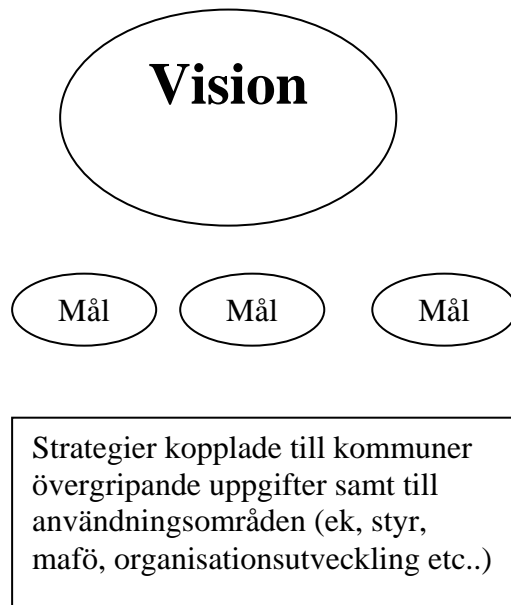 Vision
Mål Mål Mål
Strategier kopplade till kommuner
övergripande uppgifter samt till
användningsområden (ek, styr,
mafö, organisationsutveckling etc..)